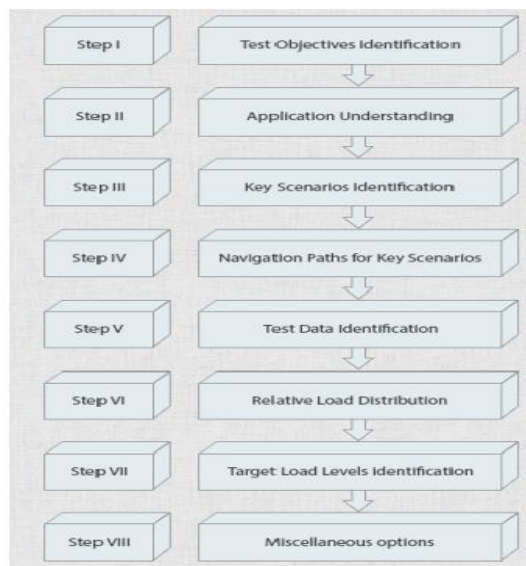 Step I
Test Objectives Identification
Step II
Application Understanding
Step III
Key Scenarios Identification
Step IV
Navigation Paths for Key Scenarios
Step V
Test Data Identification
Step VI
Relative Load Distribution
Step VII
Target Load Levels identification
Step VIII
Miscellaneous options